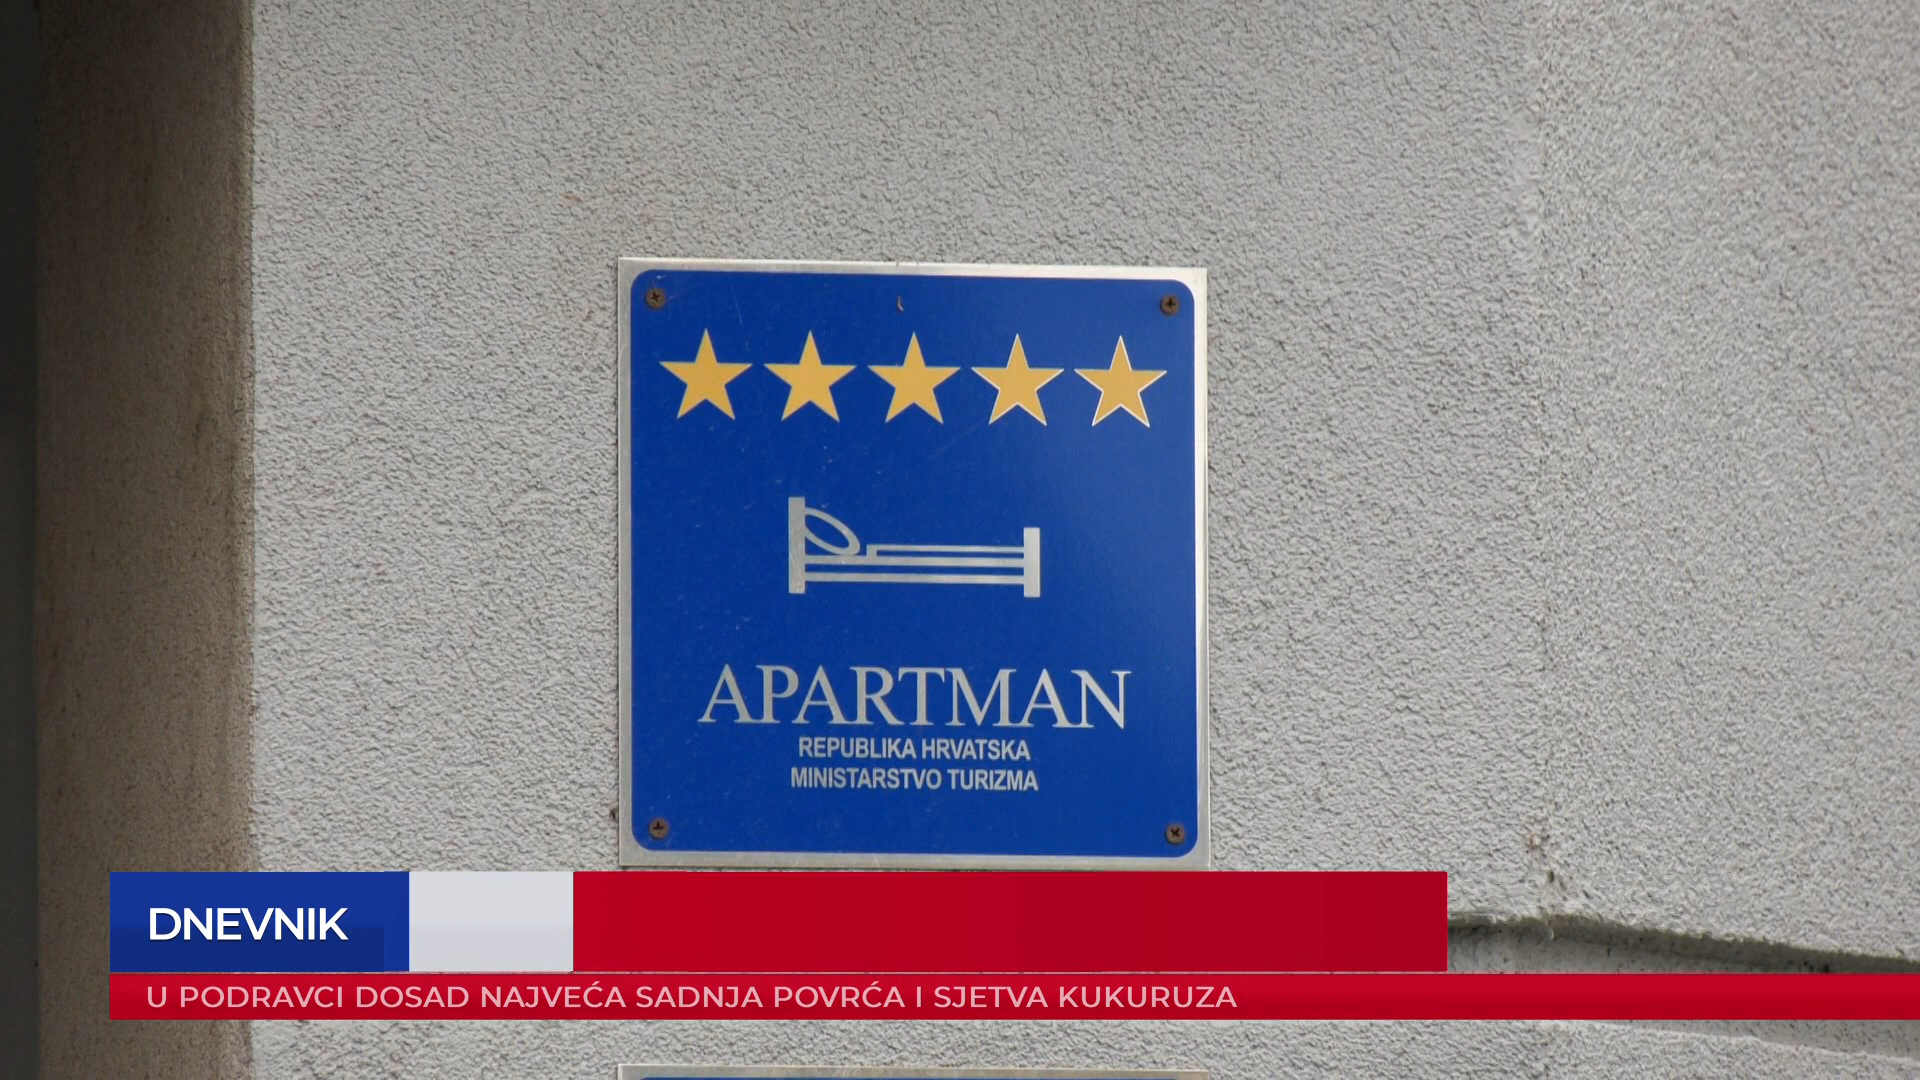 APARTMAN
REPUBLIKA HRVATSKA
MINISTARSTVO TURIZMA
DNEVNIK
U PODRAVCI DOSAD NAJVEĆA SADNJA POVRĆA I SJETVA KUKURUZA